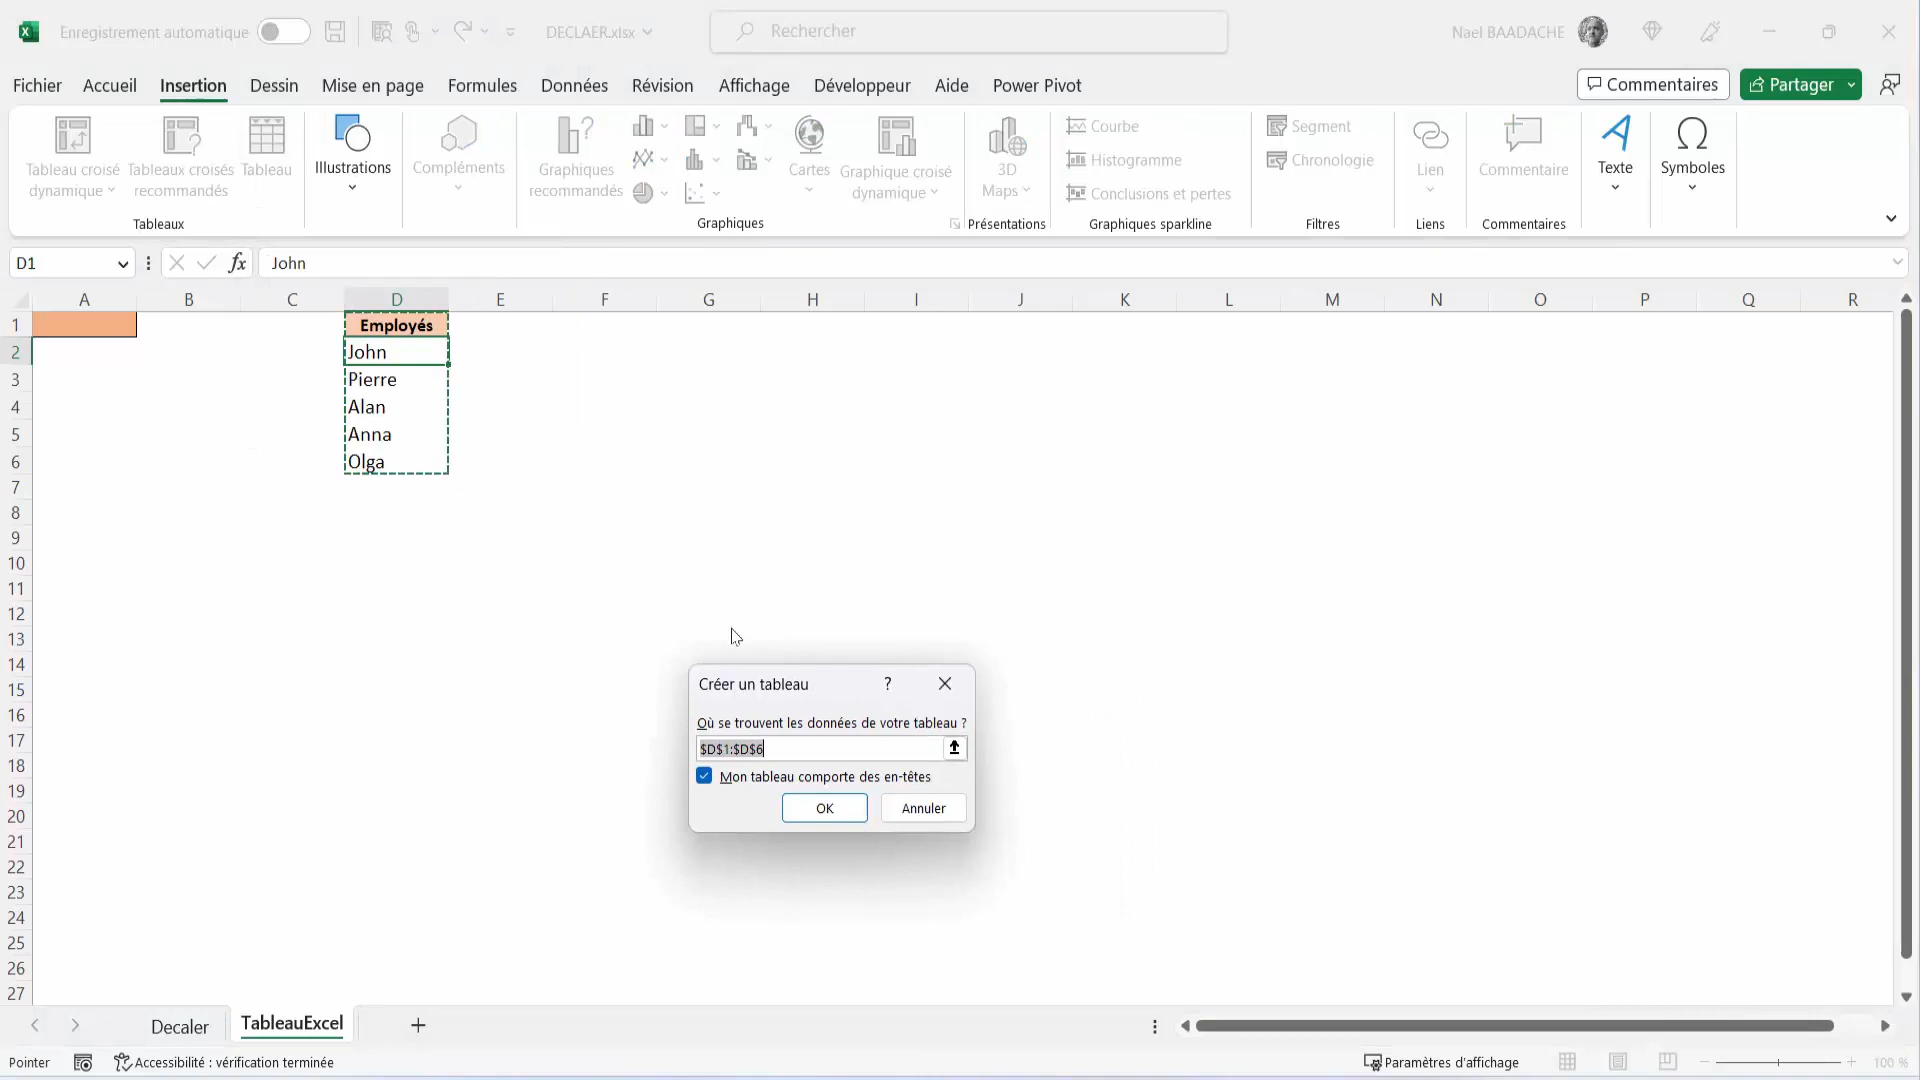 Enregistrement automatique
DECLAER.xlsx
Rechercher
Nael BAADACHE
Fichier Accueil Insertion Dessin Mise en page Formules Données Révision Affichage Développeur Aide Power Pivot
Commentaires
Partager
Tableau croisé dynamique
Tableaux croisés recommandés
Tableau
Tableaux
Illustrations
Compléments
Graphiques recommandés
Cartes
Graphique croisé dynamique
Graphiques
3D Maps
Présentations
Courbe
Histogramme
Conclusions et pertes
Graphiques sparkline
Segment
Chronologie
Filtres
Lien
Liens
Commentaire
Commentaires
Texte
Symboles
D1
fx
John
A B C D E F G H I J K L M N O P Q R
1 Employés
2 John
3 Pierre
4 Alan
5 Anna
6 Olga
7
8
9
10
11
12
13
14
15
16
17
18
19
20
21
22
23
24
25
26
27
Créer un tableau ?
Où se trouvent les données de votre tableau ?
$D$1:$D$6
Mon tableau comporte des en-têtes
OK Annuler
Decaler TableauExcel
Pointer
Accessibilité : vérification terminée
Paramètres d'affichage
100 %